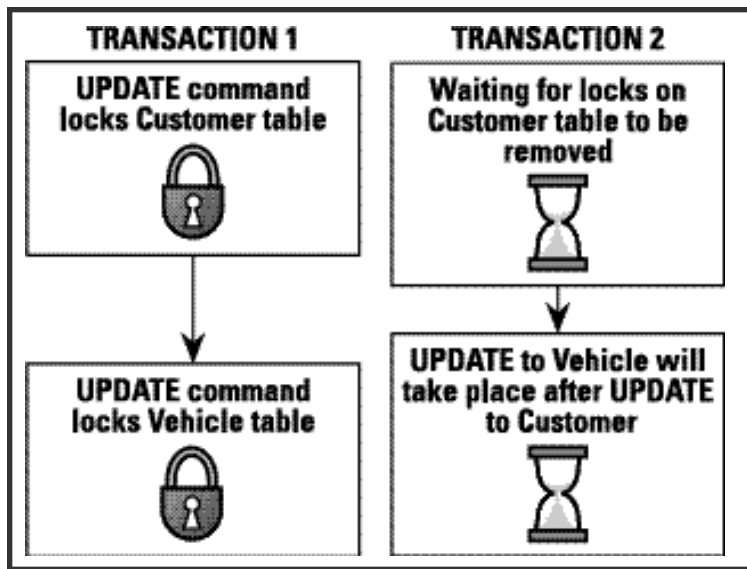 TRANSACTION 1
UPDATE command
locks Customer table
UPDATE command
locks Vehicle table
TRANSACTION 2
Waiting for locks on
Customer table to be
removed
UPDATE to Vehicle will
take place after UPDATE
to Customer